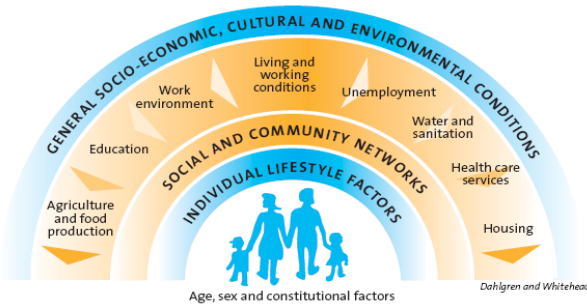 GENERAL SOCIO-ECONOMIC, CULTURAL AND ENVIRONMENTAL CONDITIONS
Living and
working
conditions
Work
environment
Unemployment
Education
Water and
sanitation
Agriculture
and food
production
Health care
services
Housing
SOCIAL AND COMMUNITY NETWORKS
INDIVIDUAL LIFESTYLE FACTORS
Age, sex and constitutional factors
Dahlgren and Whitehea